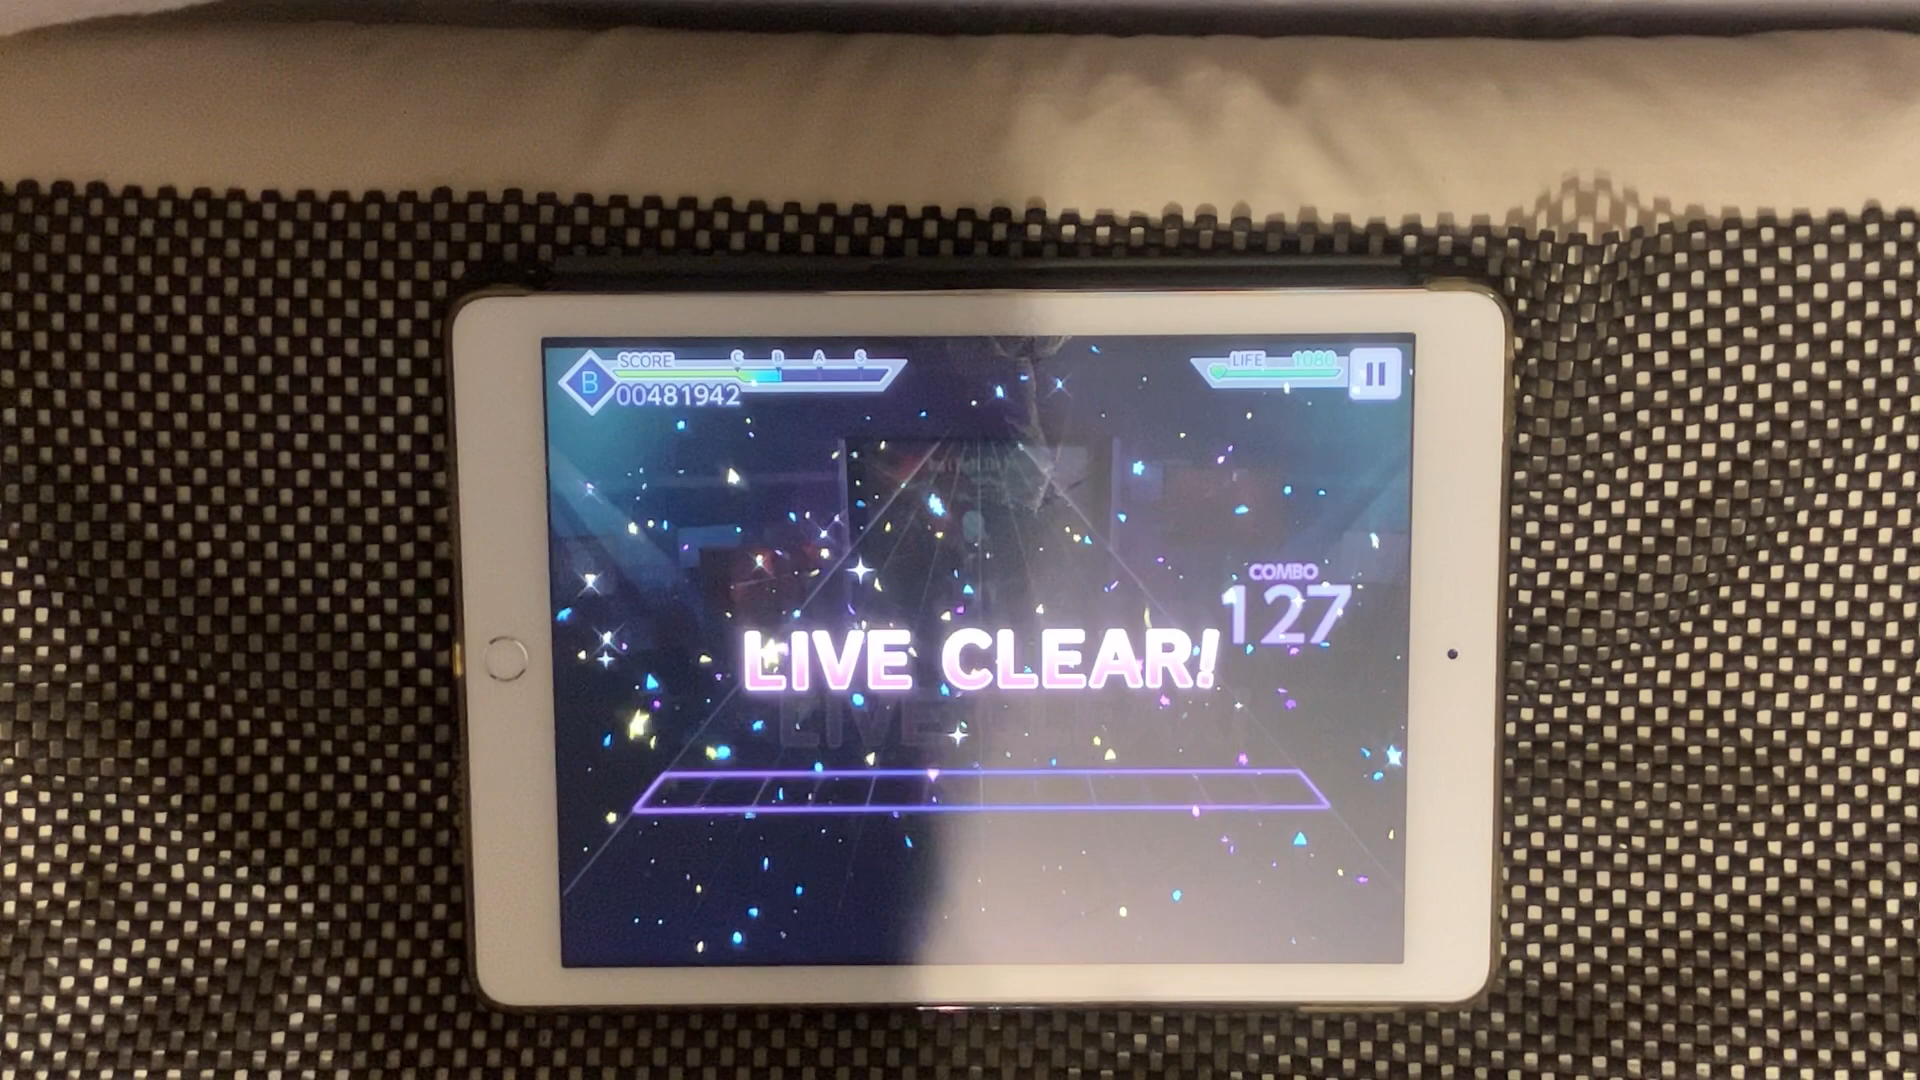 SCORE
C B A S
B
00481942
LIFE 1080
COMBO
127
LIVE CLEAR!